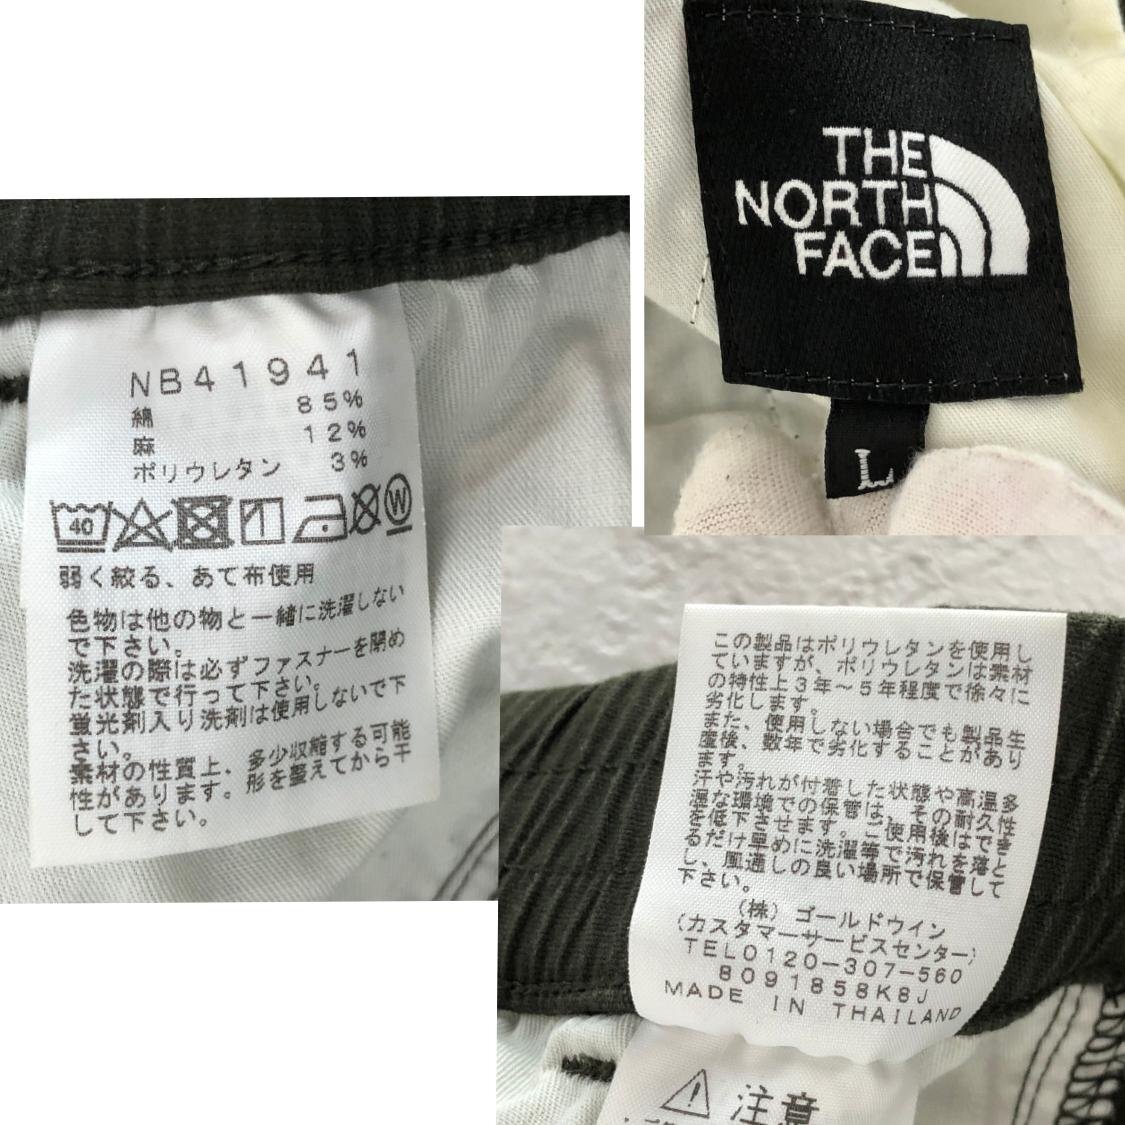 THE
NORTH
FACE
L
NB41941
綿 85%
麻 12%
ポリウレタン 3%
40
W
弱く絞る、あて布使用
色物は他の物と一緒に洗濯しない
で下さい。
洗濯の際は必ずファスナーを閉め
た状態で行って下さい。
蛍光剤入り洗剤は使用しないで下
さい。
素材の性質上、多少収縮する可能
性があります。形を整えてから干
して下さい。
この製品はポリウレタンを使用し
ていますが、ポリウレタンは素材
の特性上3年～5年程度で徐々に
劣化します。
また、使用しない場合でも製品生
産後、数年で劣化することがあり
ます。
汗や汚れが付着した状態や高温多
湿な環境での保管は、その耐久性
を低下させます。ご使用後はでき
るだけ早めに洗濯等で汚れを落と
し、風通しの良い場所で保管して
下さい。
(株)ゴールドウイン
(カスタマーサービスセンター)
TEL0120-307-560
8091858K8J
MADE IN THAILAND
注意